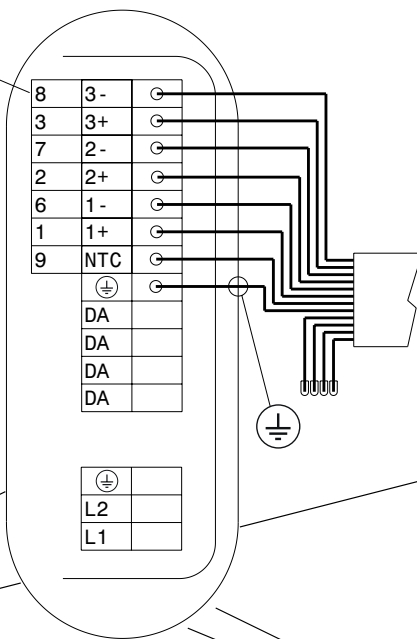 8 3-
3 3+
7 2-
2 2+
6 1-
1 1+
9 NTC
DA
DA
DA
DA
L2
L1